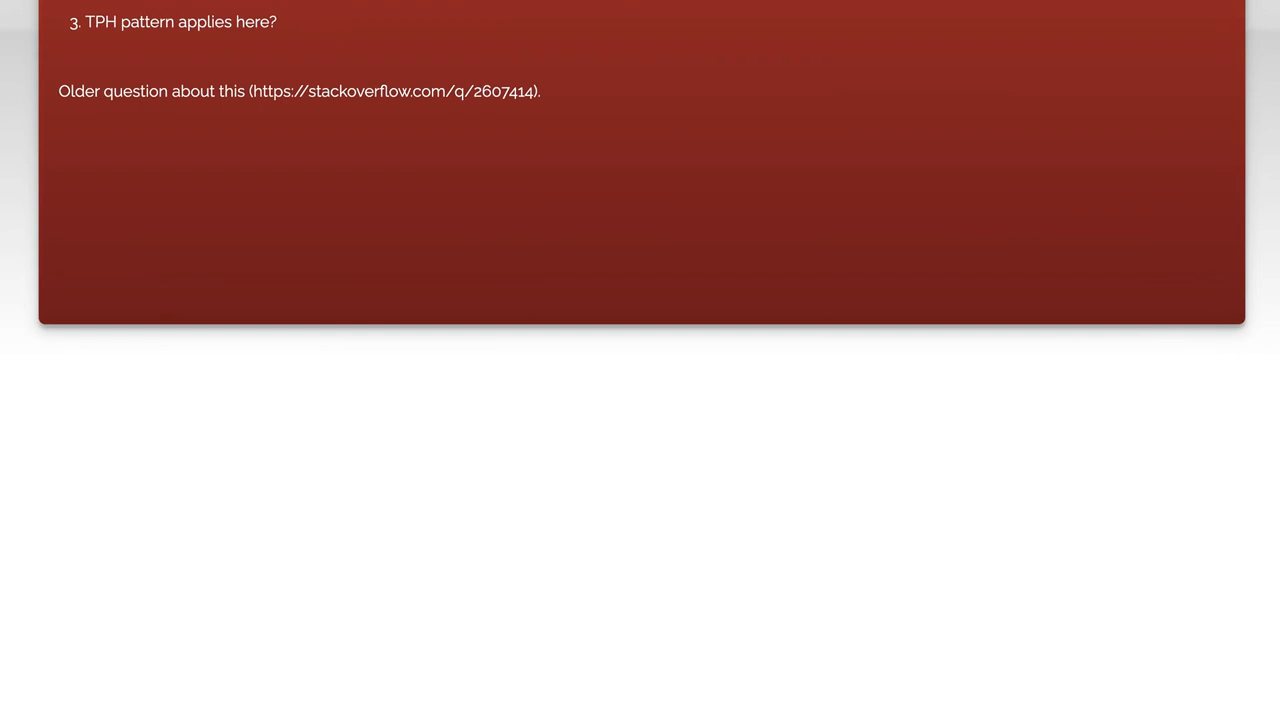 3. TPH pattern applies here?
Older question about this (https://stackoverflow.com/q/2607414).